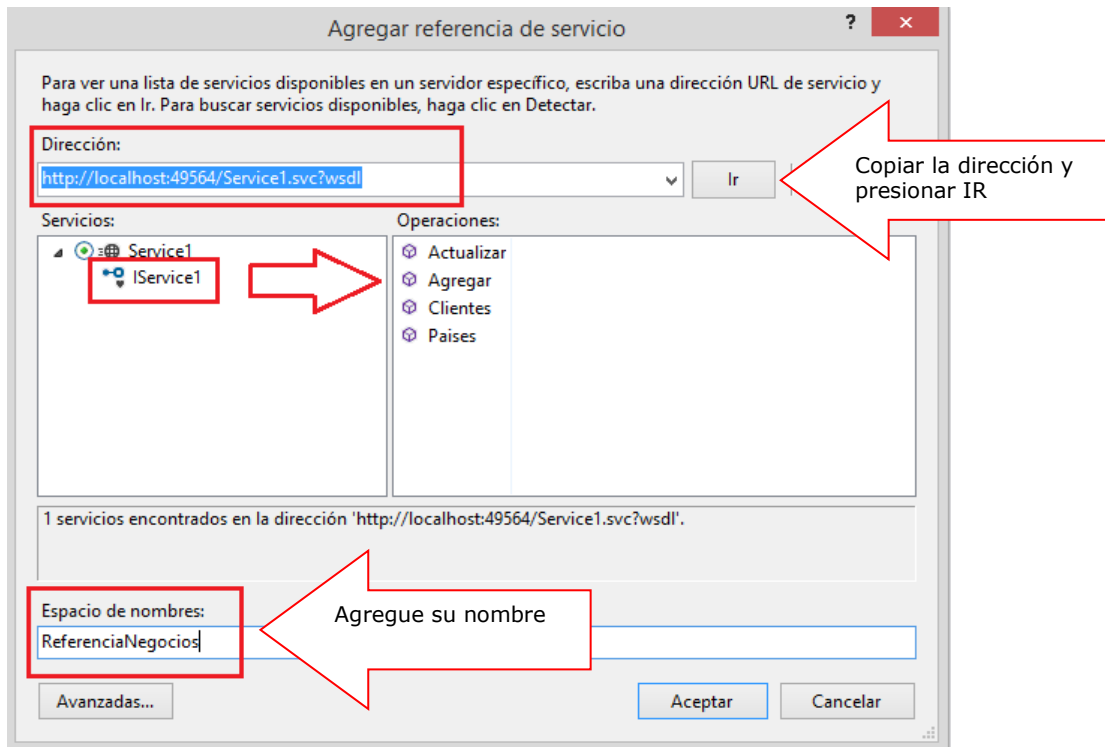 Agregar referencia de servicio
?
×
Para ver una lista de servicios disponibles en un servidor específico, escriba una dirección URL de servicio y
haga clic en Ir. Para buscar servicios disponibles, haga clic en Detectar.
Dirección:
http://localhost:49564/Service1.svc?wsdl
Ir
Copiar la dirección y
presionar IR
Servicios:
Operaciones:
Service1
IService1
Actualizar
Agregar
Clientes
Paises
1 servicios encontrados en la dirección 'http://localhost:49564/Service1.svc?wsdl'.
Espacio de nombres:
ReferenciaNegocios
Agregue su nombre
Avanzadas...
Aceptar
Cancelar